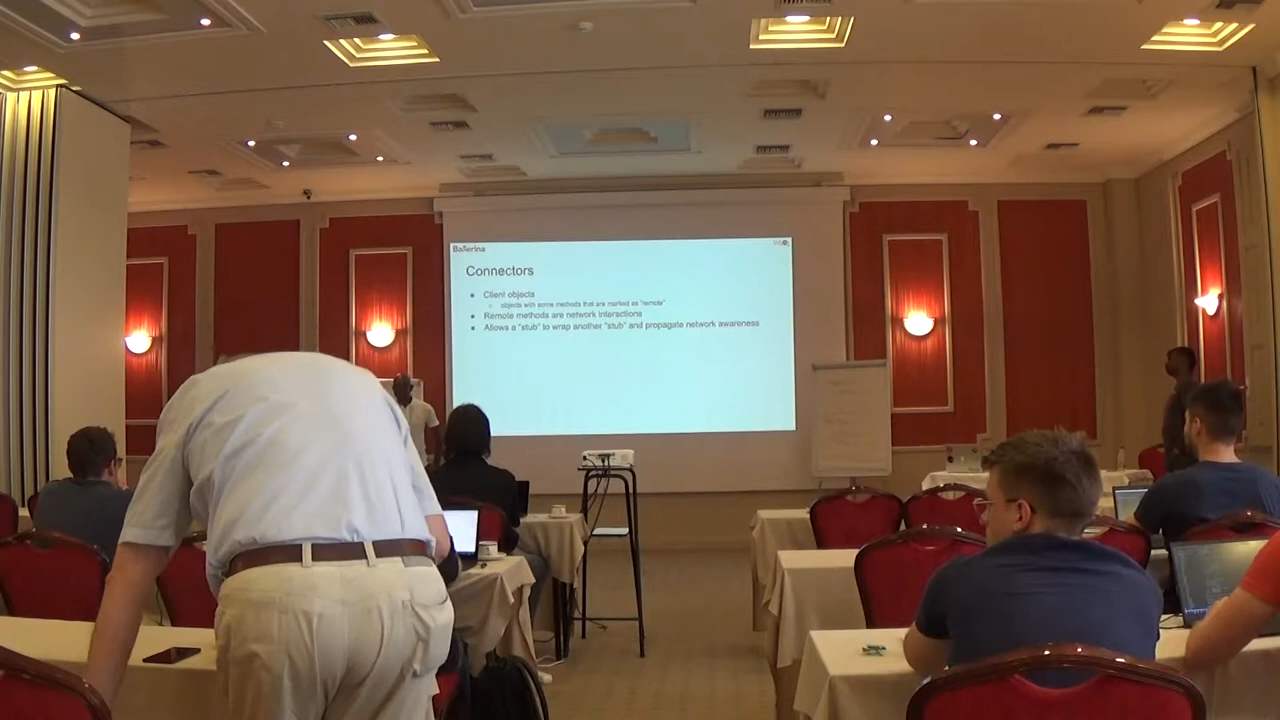 Ballerina
Connectors
● Client objects
○ objects with some methods that are marked as "remote"
● Remote methods are network interactions
● Allows a "stub" to wrap another "stub" and propagate network awareness